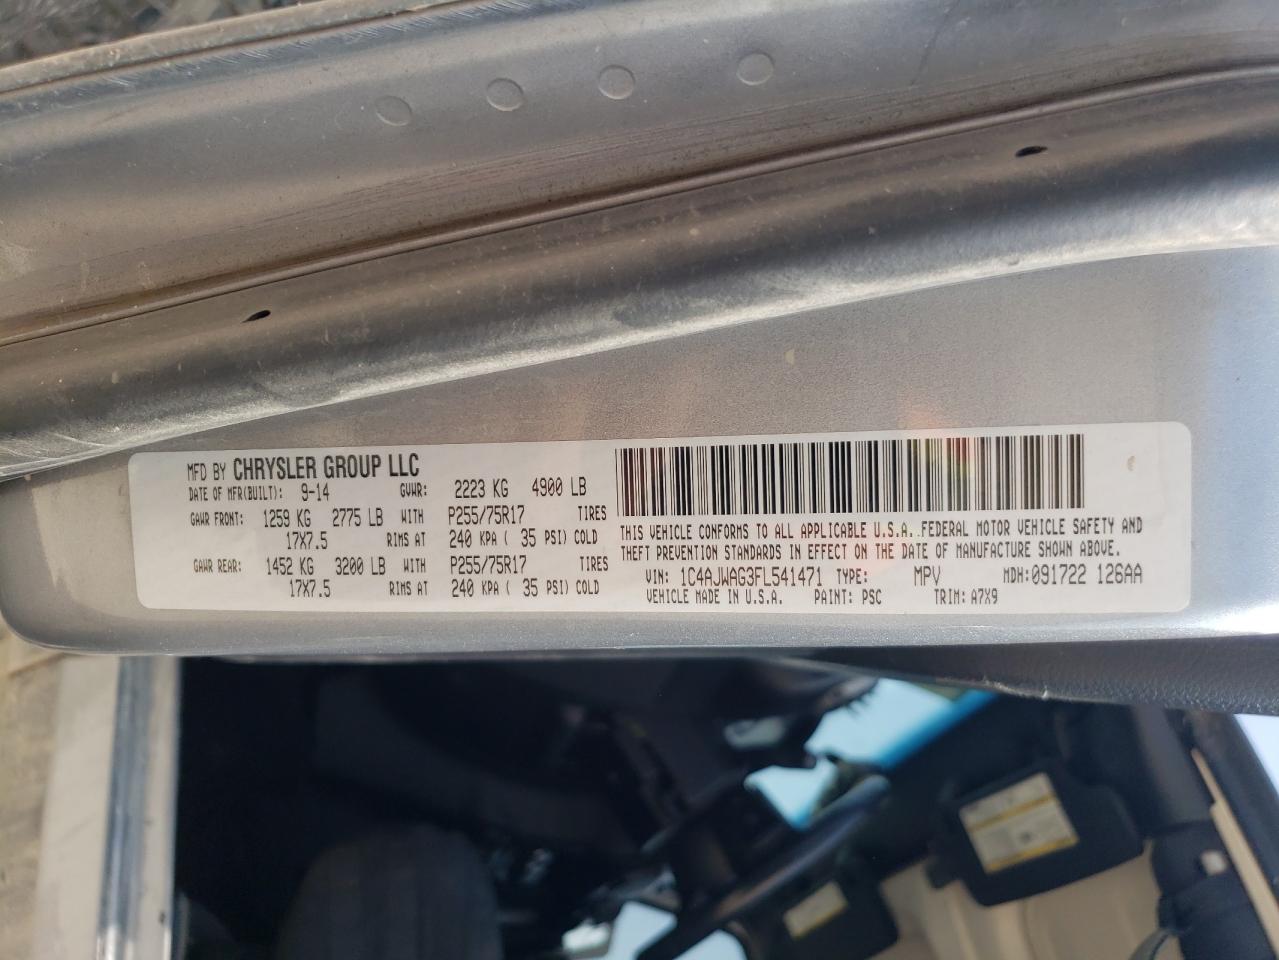 MFD BY CHRYSLER GROUP LLC
DATE OF MFR(BUILT): 9-14 GVWR: 2223 KG 4900 LB
GAWR FRONT: 1259 KG 2775 LB WITH P255/75R17 TIRES
17X7.5 RIMS AT 240 KPA ( 35 PSI) COLD
GAWR REAR: 1452 KG 3200 LB WITH P255/75R17 TIRES
17X7.5 RIMS AT 240 KPA ( 35 PSI) COLD
THIS VEHICLE CONFORMS TO ALL APPLICABLE U.S.A. FEDERAL MOTOR VEHICLE SAFETY AND
THEFT PREVENTION STANDARDS IN EFFECT ON THE DATE OF MANUFACTURE SHOWN ABOVE.
VIN: 1C4AJWAG3FL541471 TYPE: MPV MDH: 091722 126AA
VEHICLE MADE IN U.S.A. PAINT: PSC TRIM: A7X9